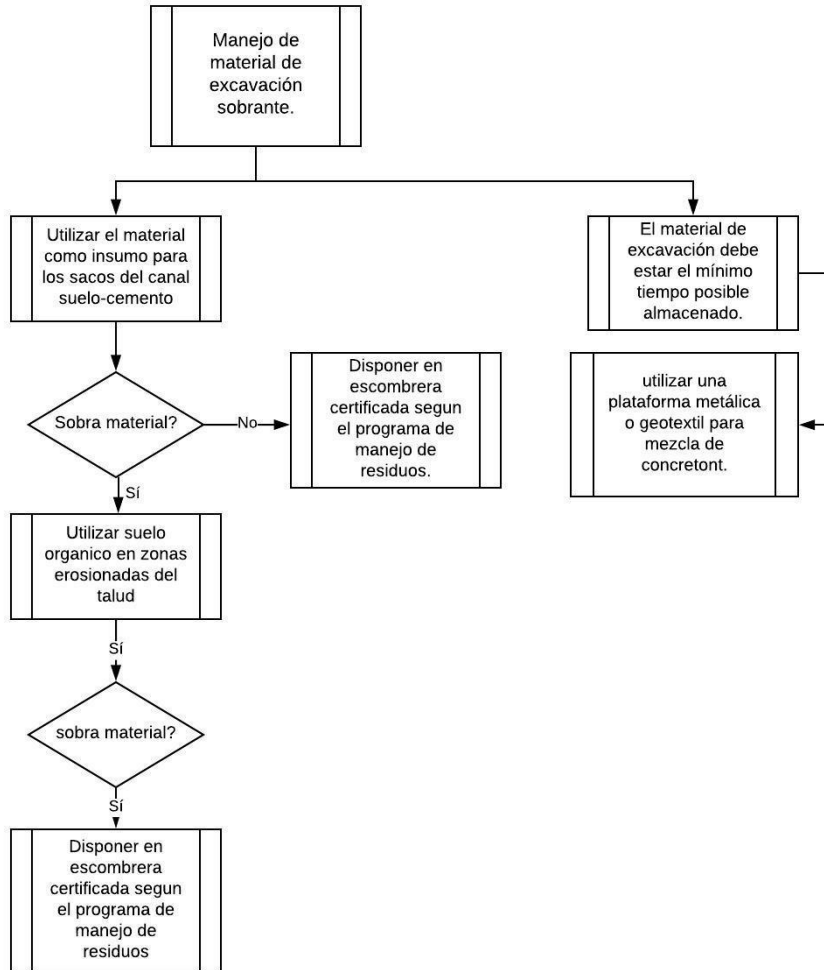 Manejo de
material de
excavación
sobrante.
Utilizar el material
como insumo para
los sacos del canal
suelo-cemento
El material de
excavación debe
estar el mínimo
tiempo posible
almacenado.
Sobra material?
No
Disponer en
escombrera
certificada segun
el programa de
manejo de
residuos.
utilizar una
plataforma metálica
o geotextil para
mezcla de
concretont.
Sí
Utilizar suelo
organico en zonas
erosionadas del
talud
Sí
sobra material?
Sí
Disponer en
escombrera
certificada segun
el programa de
manejo de
residuos